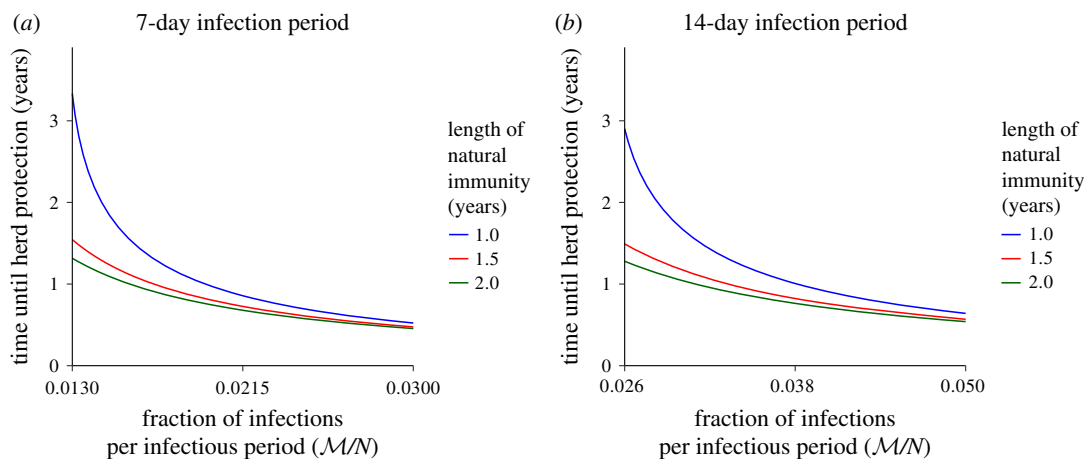 (a) 7-day infection period
time until herd protection (years)
3
2
1
0
0.0130 0.0215 0.0300
fraction of infections
per infectious period (ℳ/N)
length of
natural
immunity
(years)
1.0
1.5
2.0
(b) 14-day infection period
time until herd protection (years)
3
2
1
0
0.026 0.038 0.050
fraction of infections
per infectious period (ℳ/N)
length of
natural
immunity
(years)
1.0
1.5
2.0